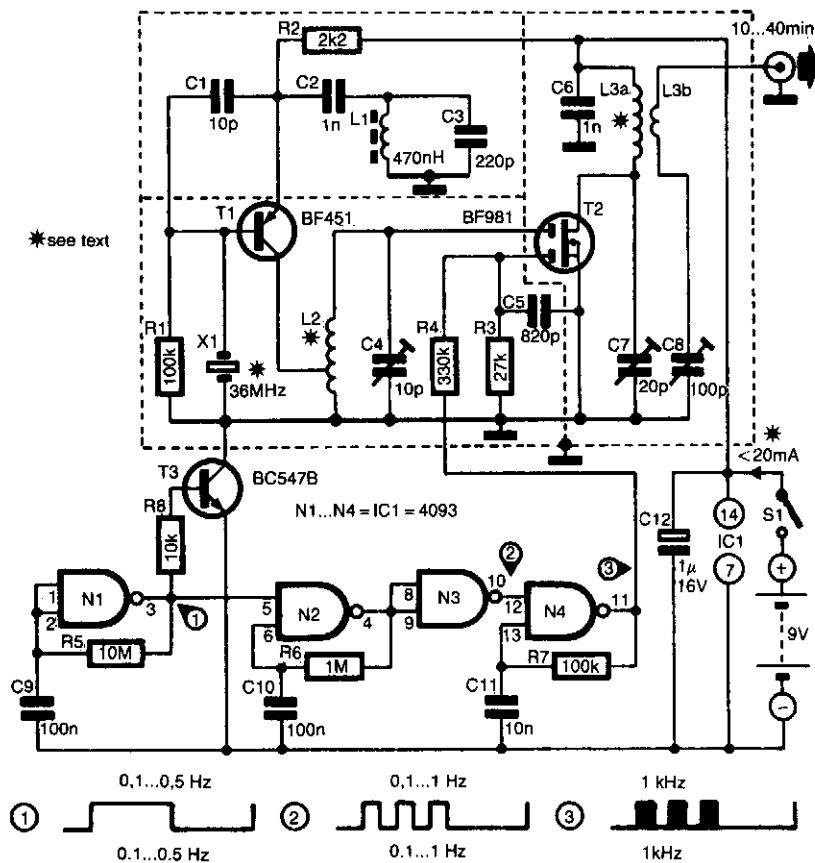 R2
2k2
10...40min
C1
10p
C2
1n
L1
470nH
C3
220p
C6
1n
L3a
L3b
T1
BF451
BF981
T2
see text
R1
100k
X1
36MHz
L2
C4
10p
R4
330k
R3
27k
C5
820p
C7
20p
C8
100p
<20mA
T3
BC547B
R8
10k
N1...N4 = IC1 = 4093
C12
1µ
16V
14
IC1
7
S1
+
9V
−
1
2
N1
3
1
R5
10M
C9
100n
5
6
N2
4
R6
1M
C10
100n
8
9
N3
10
2
12
13
N4
11
3
R7
100k
C11
10n
0,1...0,5 Hz
0,1...1 Hz
1 kHz
1
2
3
0.1...0.5 Hz
0.1...1 Hz
1kHz